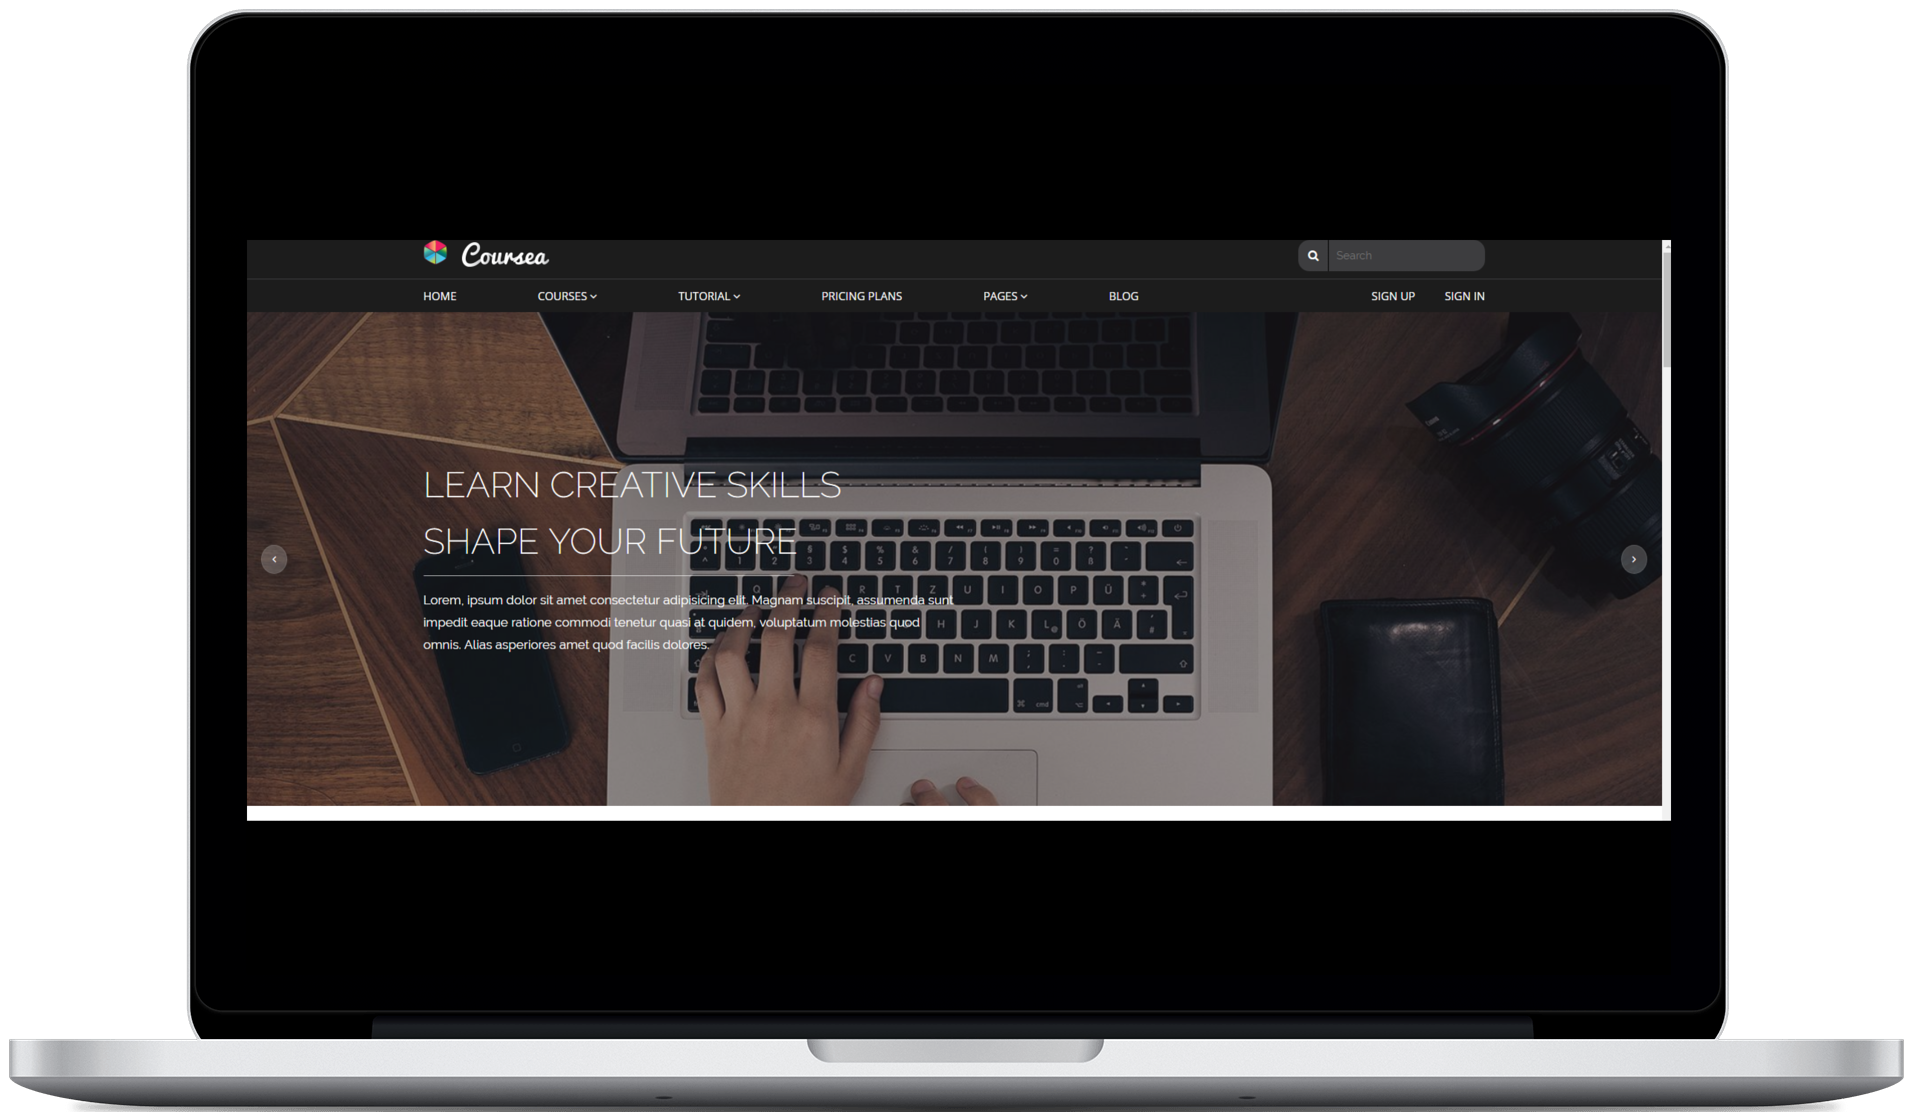 Coursea
Search
HOME COURSES TUTORIAL PRICING PLANS PAGES BLOG SIGN UP SIGN IN
LEARN CREATIVE SKILLS
SHAPE YOUR FUTURE
Lorem, ipsum dolor sit amet consectetur adipisicing elit. Magnam suscipit, assumenda sunt
impedit eaque ratione commodi tenetur quasi at quidem, voluptatum molestias quod
omnis. Alias asperiores amet quod facilis dolores.